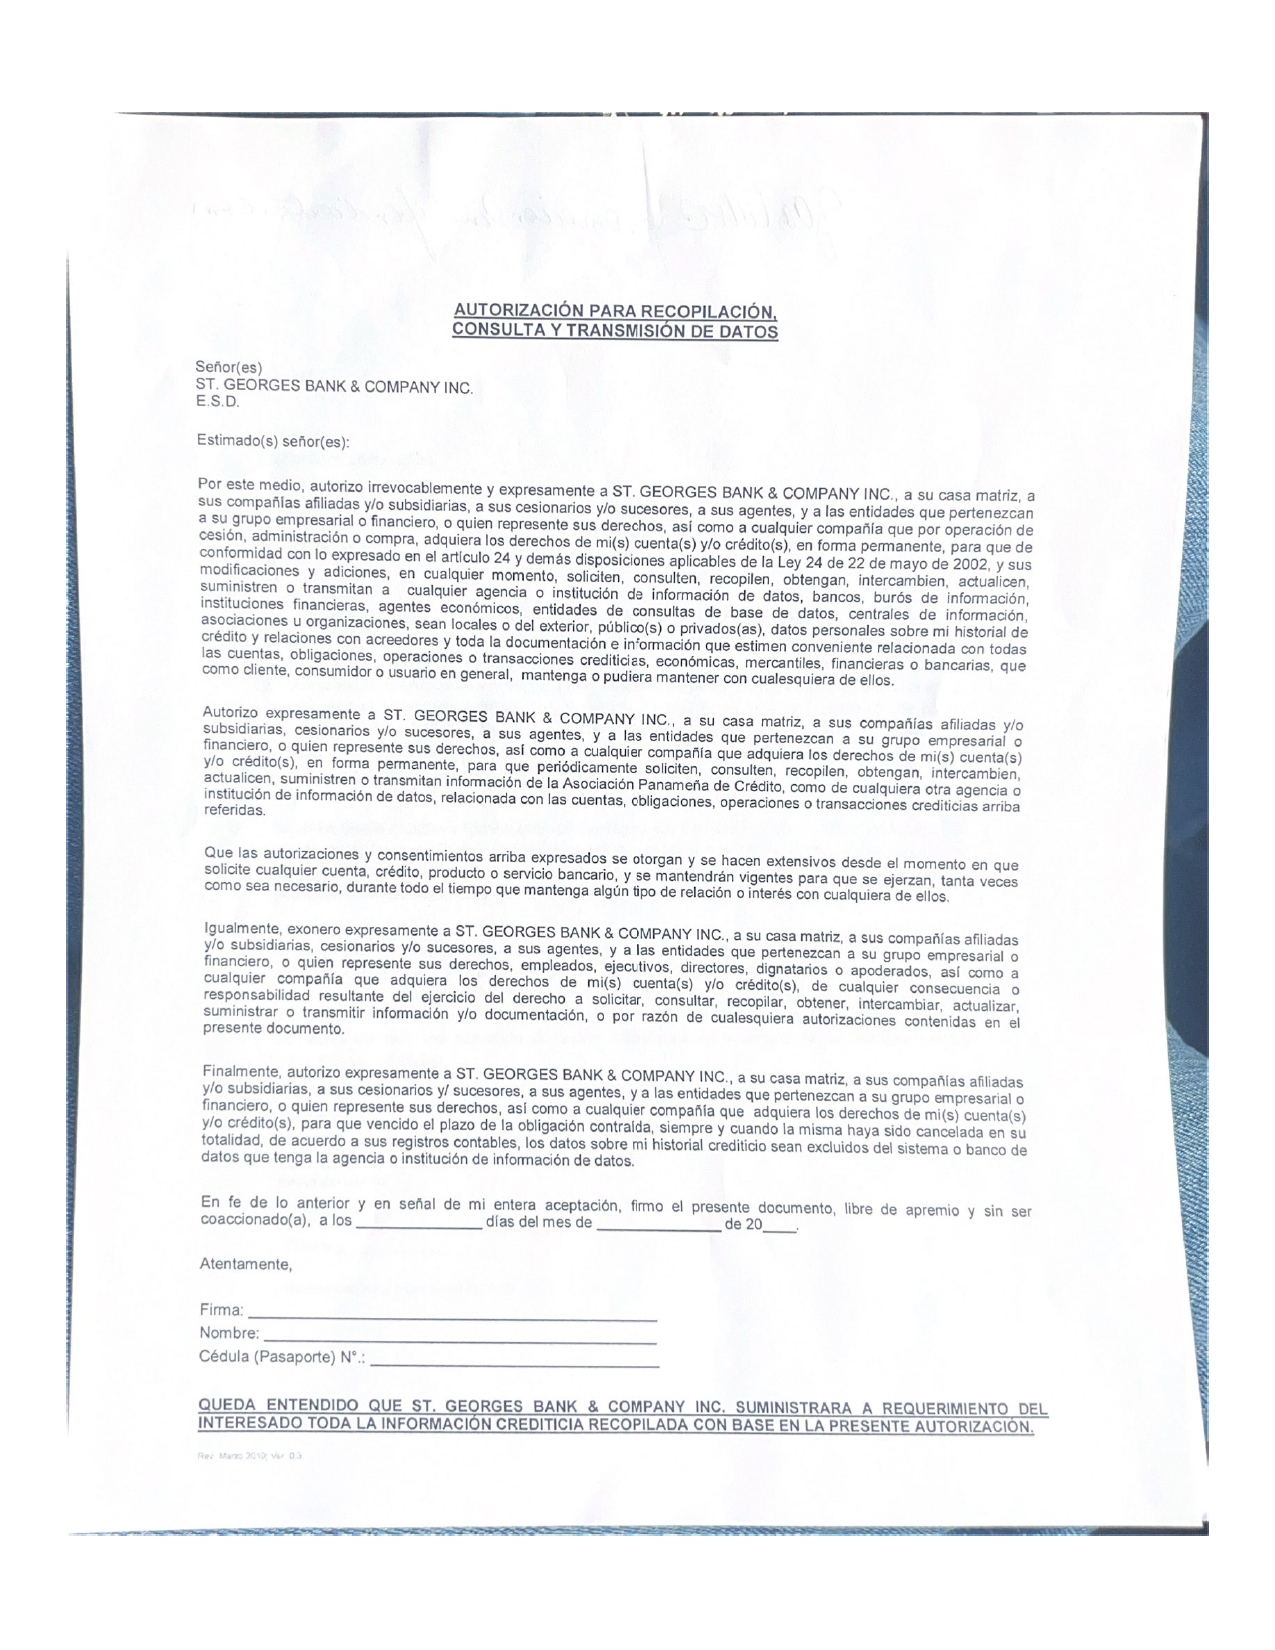 AUTORIZACIÓN PARA RECOPILACIÓN,
CONSULTA Y TRANSMISIÓN DE DATOS
Señor(es)
ST. GEORGES BANK & COMPANY INC.
E.S.D.
Estimado(s) señor(es):
Por este medio, autorizo irrevocablemente y expresamente a ST. GEORGES BANK & COMPANY INC., a su casa matriz, a
sus compañías afiliadas y/o subsidiarias, a sus cesionarios y/o sucesores, a sus agentes, y a las entidades que pertenezcan
a su grupo empresarial o financiero, o quien represente sus derechos, así como a cualquier compañía que por operación de
cesión, administración o compra, adquiera los derechos de mi(s) cuenta(s) y/o crédito(s), en forma permanente, para que de
conformidad con lo expresado en el artículo 24 y demás disposiciones aplicables de la Ley 24 de 22 de mayo de 2002, y sus
modificaciones y adiciones, en cualquier momento, soliciten, consulten, recopilen, obtengan, intercambien, actualicen,
suministren o transmitan a cualquier agencia o institución de información de datos, bancos, burós de información,
instituciones financieras, agentes económicos, entidades de consultas de base de datos, centrales de información,
asociaciones u organizaciones, sean locales o del exterior, público(s) o privados(as), datos personales sobre mi historial de
crédito y relaciones con acreedores y toda la documentación e información que estimen conveniente relacionada con todas
las cuentas, obligaciones, operaciones o transacciones crediticias, económicas, mercantiles, financieras o bancarias, que
como cliente, consumidor o usuario en general, mantenga o pudiera mantener con cualesquiera de ellos.
Autorizo expresamente a ST. GEORGES BANK & COMPANY INC., a su casa matriz, a sus compañías afiliadas y/o
subsidiarias, cesionarios y/o sucesores, a sus agentes, y a las entidades que pertenezcan a su grupo empresarial o
financiero, o quien represente sus derechos, así como a cualquier compañía que adquiera los derechos de mi(s) cuenta(s)
y/o crédito(s), en forma permanente, para que periódicamente soliciten, consulten, recopilen, obtengan, intercambien,
actualicen, suministren o transmitan información de la Asociación Panameña de Crédito, como de cualquiera otra agencia o
institución de información de datos, relacionada con las cuentas, obligaciones, operaciones o transacciones crediticias arriba
referidas.
Que las autorizaciones y consentimientos arriba expresados se otorgan y se hacen extensivos desde el momento en que
solicite cualquier cuenta, crédito, producto o servicio bancario, y se mantendrán vigentes para que se ejerzan, tanta veces
como sea necesario, durante todo el tiempo que mantenga algún tipo de relación o interés con cualquiera de ellos.
Igualmente, exonero expresamente a ST. GEORGES BANK & COMPANY INC., a su casa matriz, a sus compañías afiliadas
y/o subsidiarias, cesionarios y/o sucesores, a sus agentes, y a las entidades que pertenezcan a su grupo empresarial o
financiero, o quien represente sus derechos, empleados, ejecutivos, directores, dignatarios o apoderados, así como a
cualquier compañía que adquiera los derechos de mi(s) cuenta(s) y/o crédito(s), de cualquier consecuencia o
responsabilidad resultante del ejercicio del derecho a solicitar, consultar, recopilar, obtener, intercambiar, actualizar,
suministrar o transmitir información y/o documentación, o por razón de cualesquiera autorizaciones contenidas en el
presente documento.
Finalmente, autorizo expresamente a ST. GEORGES BANK & COMPANY INC., a su casa matriz, a sus compañías afiliadas
y/o subsidiarias, a sus cesionarios y/ sucesores, a sus agentes, y a las entidades que pertenezcan a su grupo empresarial o
financiero, o quien represente sus derechos, así como a cualquier compañía que adquiera los derechos de mi(s) cuenta(s)
y/o crédito(s), para que vencido el plazo de la obligación contraída, siempre y cuando la misma haya sido cancelada en su
totalidad, de acuerdo a sus registros contables, los datos sobre mi historial crediticio sean excluidos del sistema o banco de
datos que tenga la agencia o institución de información de datos.
En fe de lo anterior y en señal de mi entera aceptación, firmo el presente documento, libre de apremio y sin ser
coaccionado(a), a los _______________ días del mes de _______________ de 20____.
Atentamente,
Firma: _______________
Nombre: _______________
Cédula (Pasaporte) N°.: _______________
QUEDA ENTENDIDO QUE ST. GEORGES BANK & COMPANY INC. SUMINISTRARA A REQUERIMIENTO DEL
INTERESADO TODA LA INFORMACIÓN CREDITICIA RECOPILADA CON BASE EN LA PRESENTE AUTORIZACIÓN.
Rev. Marzo 2010; Ver. 0.3